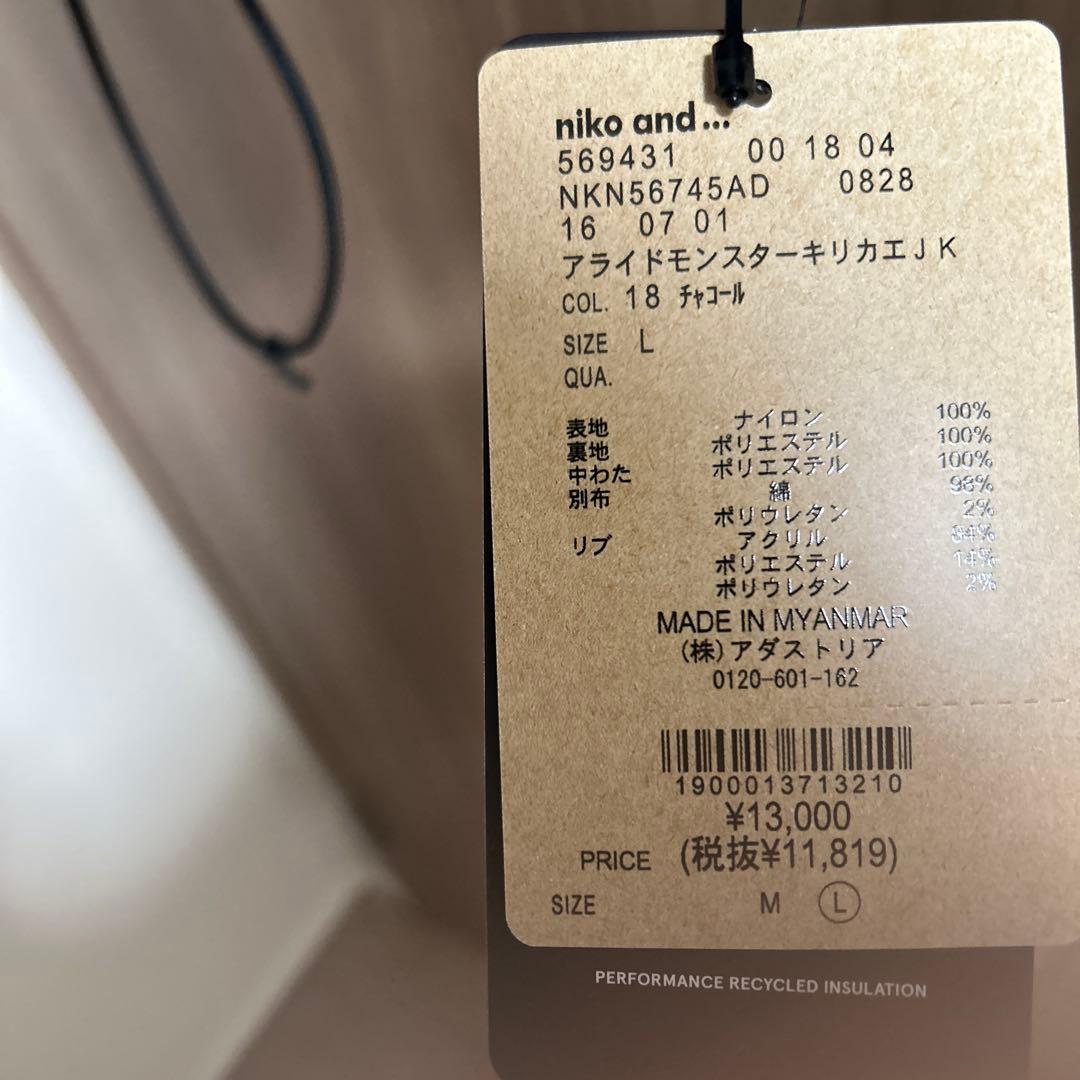 niko and ...
569431 00 18 04
NKN56745AD 0828
16 07 01
アライドモンスターキリカエJK
COL. 18 チャコール
SIZE L
QUA.
表地 ナイロン 100%
裏地 ポリエステル 100%
中わた ポリエステル 100%
別布 綿 98%
ポリウレタン 2%
リブ アクリル 84%
ポリエステル 14%
ポリウレタン 2%
MADE IN MYANMAR
(株)アダストリア
0120-601-162
1900013713210
¥13,000
PRICE (税抜¥11,819)
SIZE M L
PERFORMANCE RECYCLED INSULATION